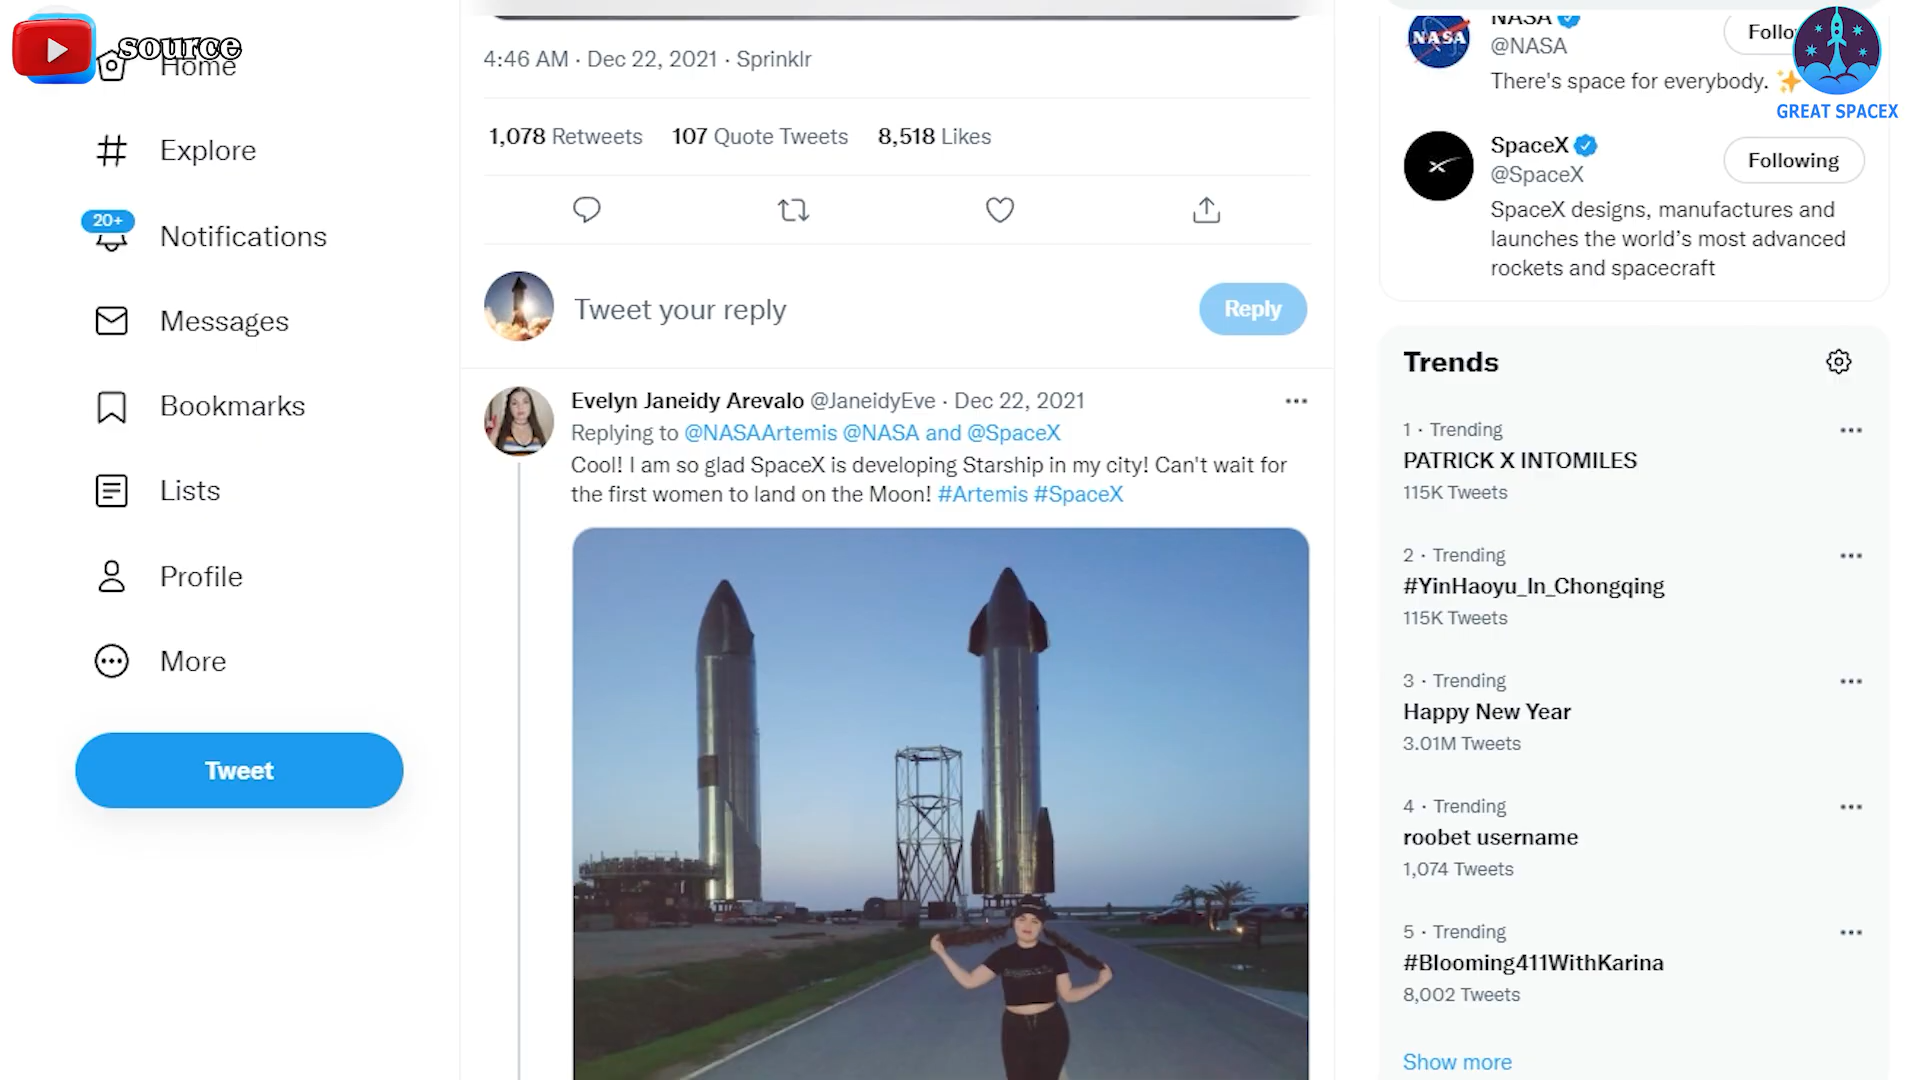 source
Home
Explore
20+
Notifications
Messages
Bookmarks
Lists
Profile
More
Tweet
4:46 AM · Dec 22, 2021 · Sprinklr
1,078 Retweets 107 Quote Tweets 8,518 Likes
Tweet your reply
Reply
Evelyn Janeidy Arevalo @JaneidyEve · Dec 22, 2021
Replying to @NASAArtemis @NASA and @SpaceX
Cool! I am so glad SpaceX is developing Starship in my city! Can't wait for
the first women to land on the Moon! #Artemis #SpaceX
NASA
NASA
@NASA
Follo
There's space for everybody.
GREAT SPACEX
SpaceX
@SpaceX
Following
SpaceX designs, manufactures and
launches the world’s most advanced
rockets and spacecraft
Trends
1 · Trending
PATRICK X INTOMILES
115K Tweets
2 · Trending
#YinHaoyu_In_Chongqing
115K Tweets
3 · Trending
Happy New Year
3.01M Tweets
4 · Trending
roobet username
1,074 Tweets
5 · Trending
#Blooming411WithKarina
8,002 Tweets
Show more